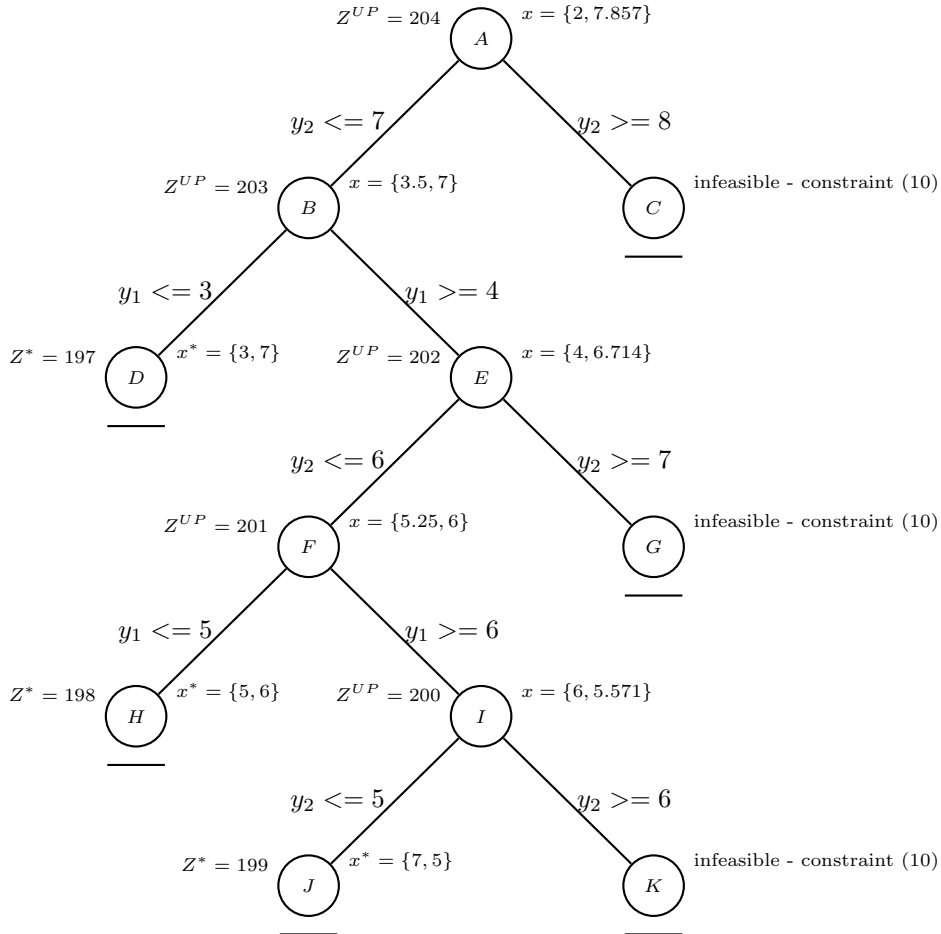 Z^{UP} = 204
x = {2, 7.857}
A
y_2 <= 7
y_2 >= 8
Z^{UP} = 203
x = {3.5, 7}
B
infeasible - constraint (10)
C
y_1 <= 3
y_1 >= 4
Z^* = 197
x^* = {3, 7}
D
Z^{UP} = 202
x = {4, 6.714}
E
y_2 <= 6
y_2 >= 7
Z^{UP} = 201
x = {5.25, 6}
F
infeasible - constraint (10)
G
y_1 <= 5
y_1 >= 6
Z^* = 198
x^* = {5, 6}
H
Z^{UP} = 200
x = {6, 5.571}
I
y_2 <= 5
y_2 >= 6
Z^* = 199
x^* = {7, 5}
J
infeasible - constraint (10)
K